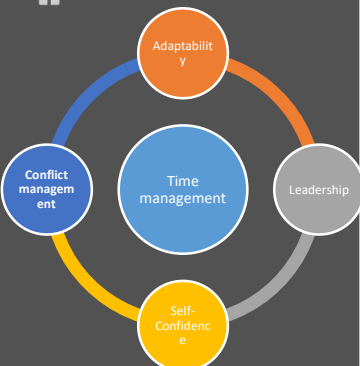 Adaptabilit
y
Conflict
managem
ent
Time
management
Leadership
Self-
Confidenc
e